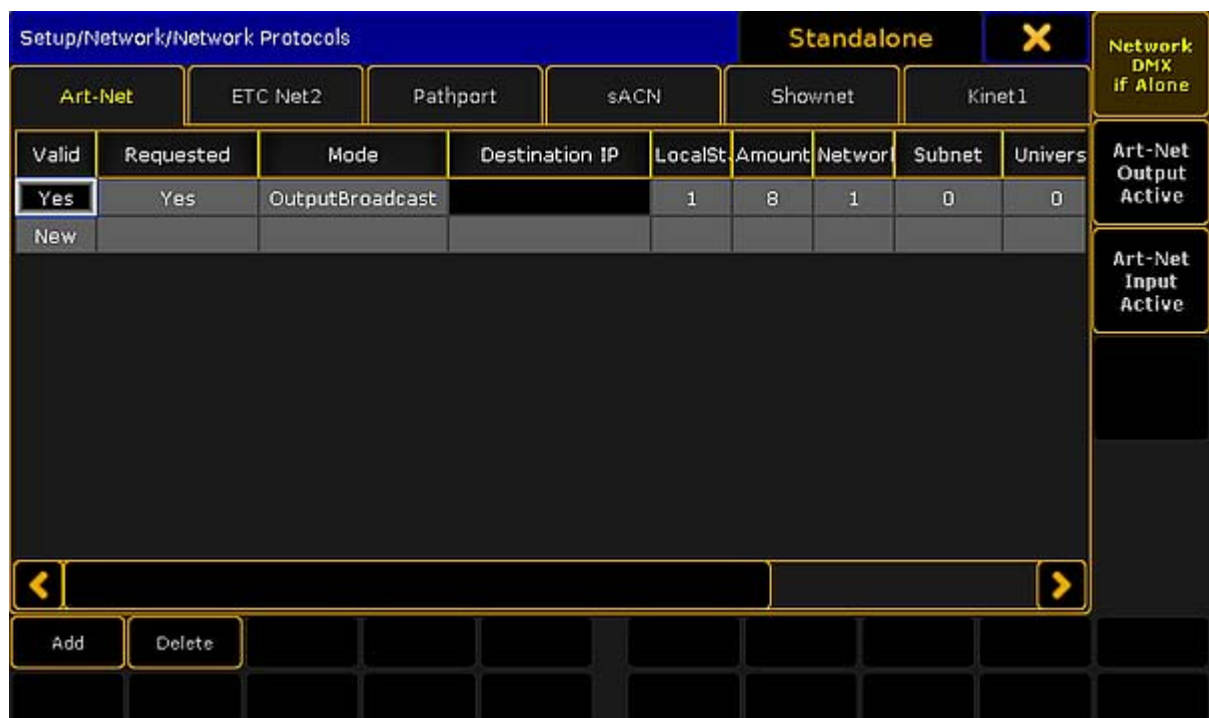 Setup/Network/Network Protocols Standalone
Network DMX if Alone
Art-Net ETC Net2 Pathport sACN Shownet Kinet1
Valid Requested Mode Destination IP LocalSt. Amount Networ Subnet Univers
Yes Yes OutputBroadcast 1 8 1 0 0
New
Art-Net
Output
Active
Art-Net
Input
Active
Add Delete